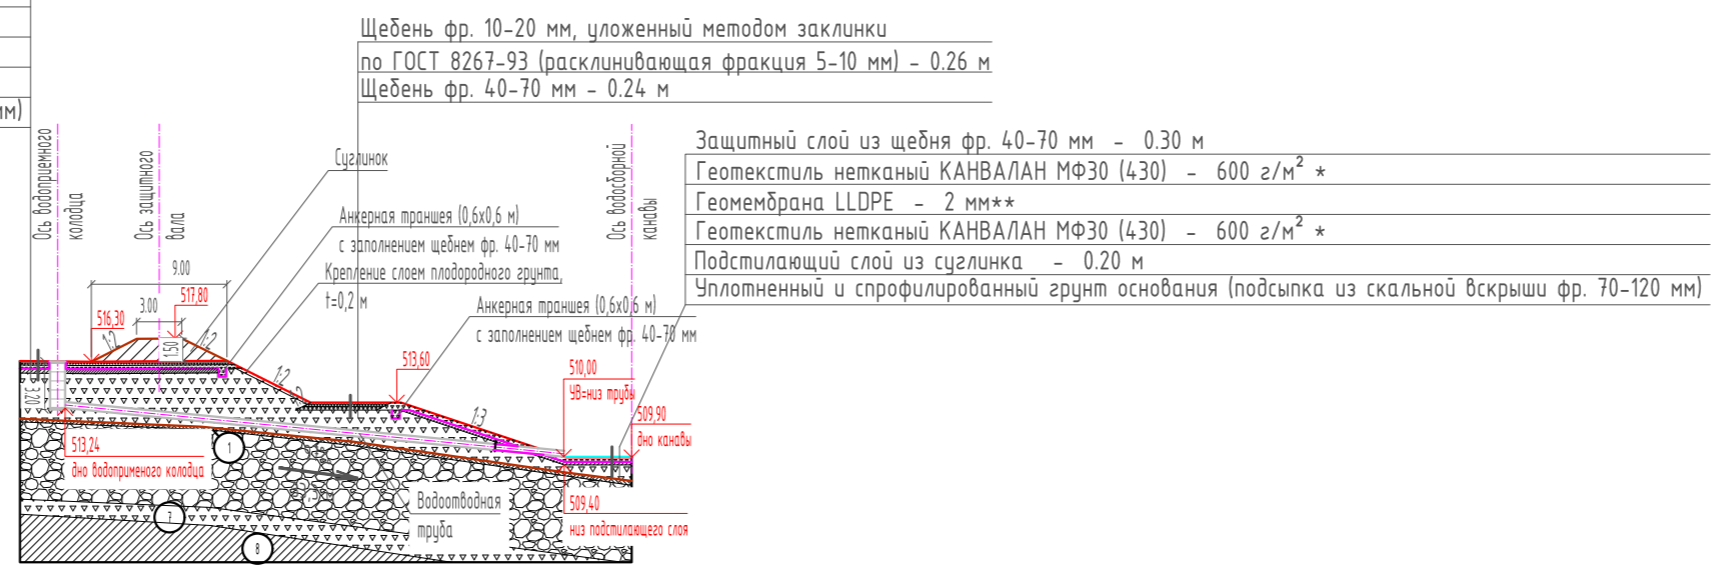 Щебень фр. 10-20 мм, уложенный методом заклинки
по ГОСТ 8267-93 (расклинивающая фракция 5-10 мм) - 0.26 м
Щебень фр. 40-70 мм - 0.24 м
мм)
Защитный слой из щебня фр. 40-70 мм - 0.30 м
Геотекстиль нетканый КАНВАЛАН МФ30 (430) - 600 г/м² *
Геомембрана LLDPE - 2 мм**
Геотекстиль нетканый КАНВАЛАН МФ30 (430) - 600 г/м² *
Подстилающий слой из суглинка - 0.20 м
Уплотненный и спрофилированный грунт основания (подсыпка из скальной вскрыши фр. 70-120 мм)
Ось водоприемного
колодца
Ось защитного
вала
Суглинок
Анкерная траншея (0,6х0,6 м)
с заполнением щебнем фр. 40-70 мм
Крепление слоем плодородного грунта,
t=0,2 м
Анкерная траншея (0,6х0,6 м)
с заполнением щебнем фр. 40-70 мм
Ось водосборной
канавы
9.00
3.00
517,80
516,30
1:2
1.50
1:2
3.20
1:2
513,60
1:3
510,00
УВ=низ трубы
509,90
дно канавы
513,24
дно водоприменого колодца
1
Водоотводная
труба
509,40
низ подстилающего слоя
7
8